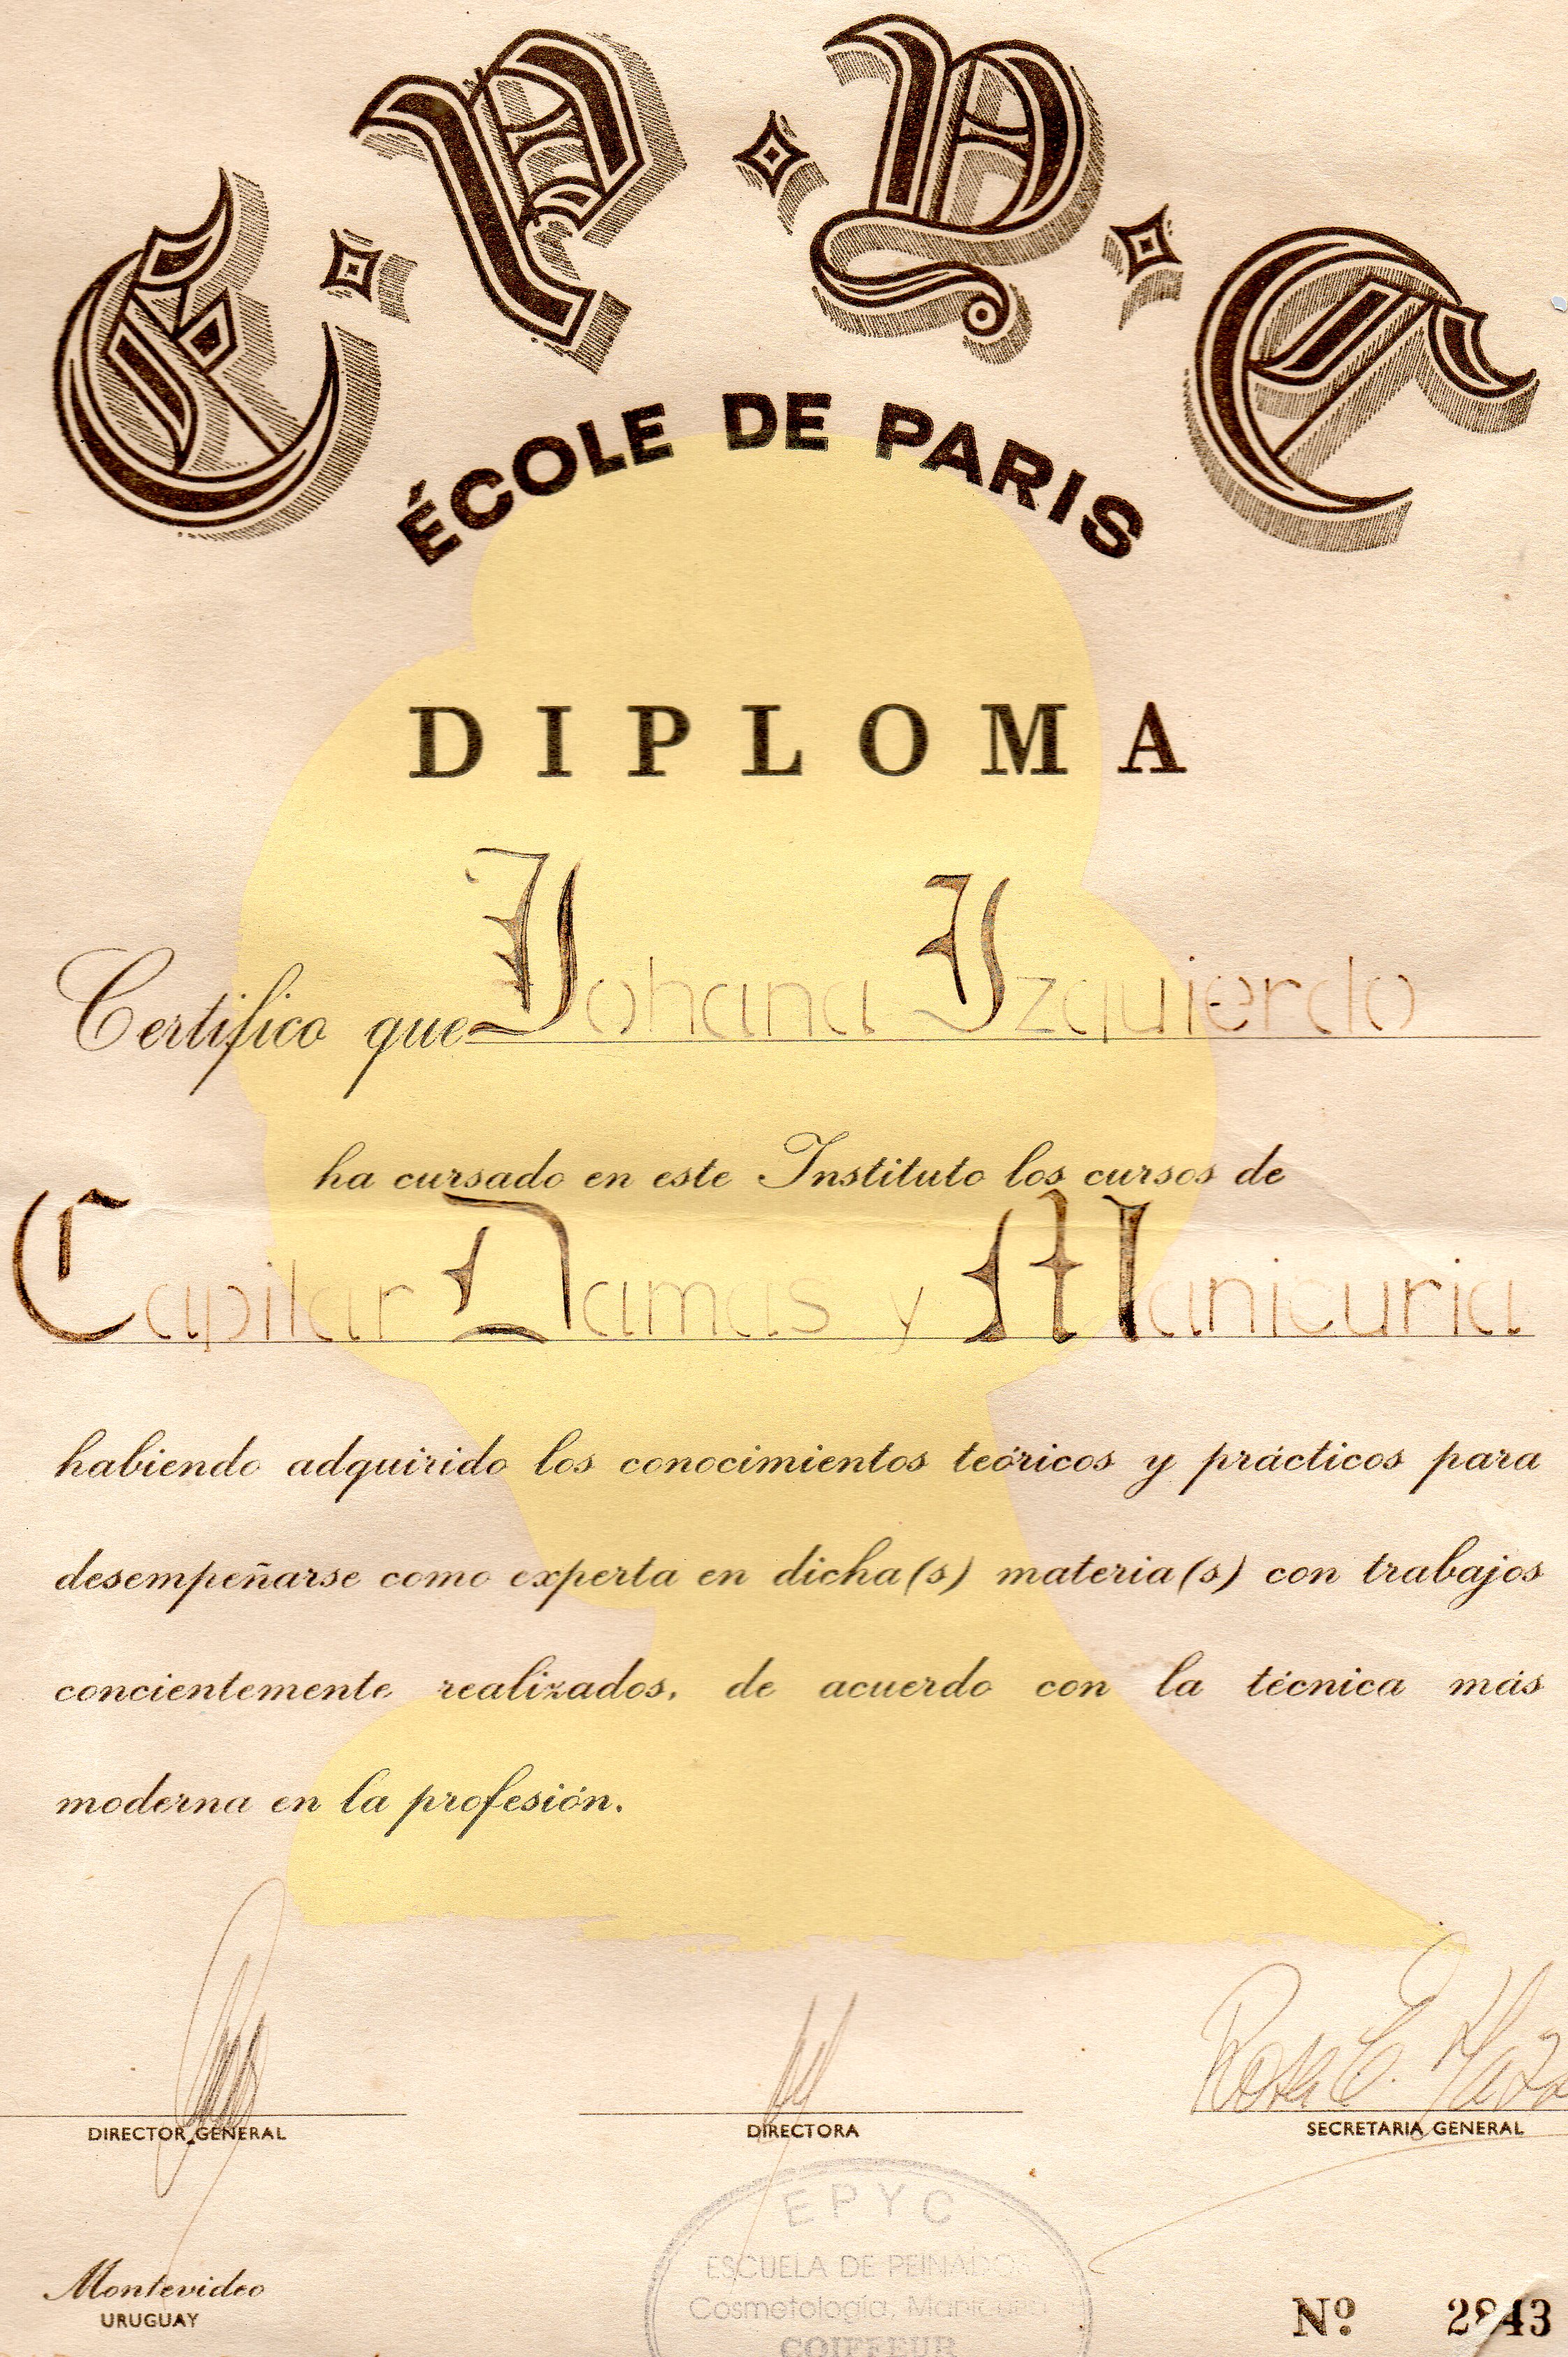 E · P · Y · C
ÉCOLE DE PARIS
DIPLOMA
Certifico que Johana Izquierdo
ha cursado en este Instituto los cursos de
Capilar Damas y Manicuria
habiendo adquirido los conocimientos teóricos y prácticos para
desempeñarse como experta en dicha(s) materia(s) con trabajos
concientemente realizados, de acuerdo con la técnica más
moderna en la profesión.
Rosa E.
DIRECTOR GENERAL DIRECTORA SECRETARIA GENERAL
EPYC
ESCUELA DE PEINADOS
Cosmetología,
COIFFEUR
Montevideo
URUGUAY
Nº